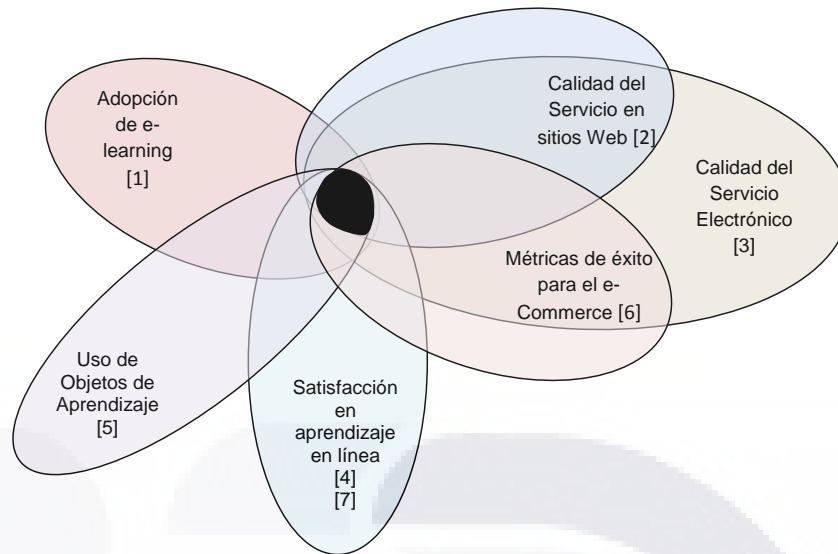 Adopción
de e-
learning
[1]
Calidad del
Servicio en
sitios Web [2]
Calidad del
Servicio
Electrónico
[3]
Métricas de éxito
para el e-
Commerce [6]
Uso de
Objetos de
Aprendizaje
[5]
Satisfacción
en
aprendizaje
en línea
[4]
[7]